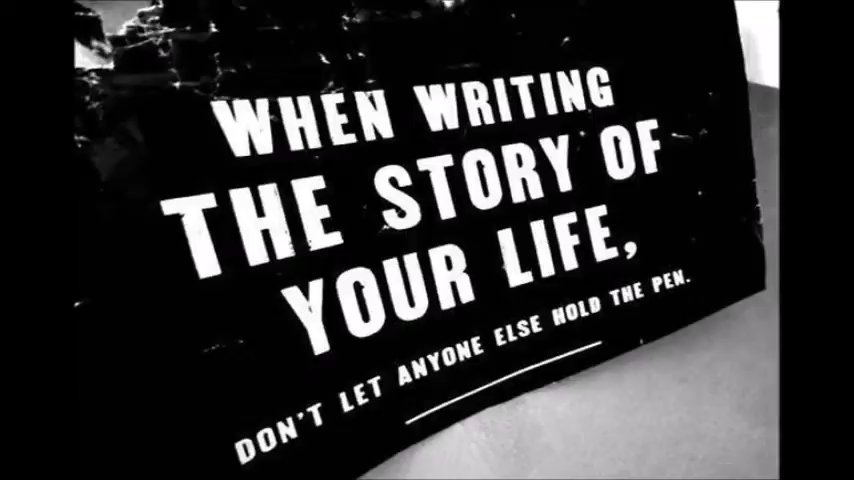 WHEN WRITING
THE STORY OF
YOUR LIFE,
DON'T LET ANYONE ELSE HOLD THE PEN.